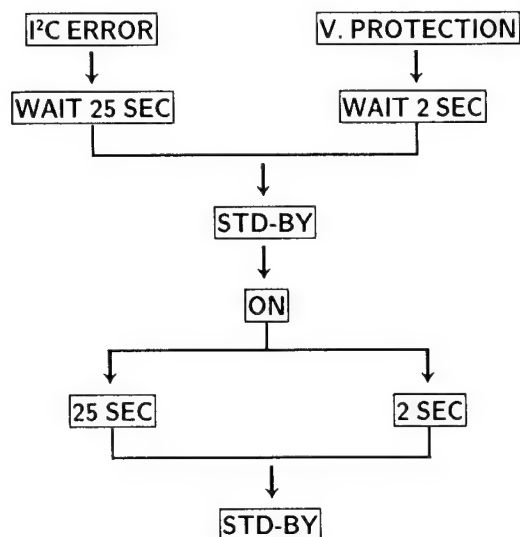 I²C ERROR
V. PROTECTION
WAIT 25 SEC
WAIT 2 SEC
STD-BY
ON
25 SEC
2 SEC
STD-BY